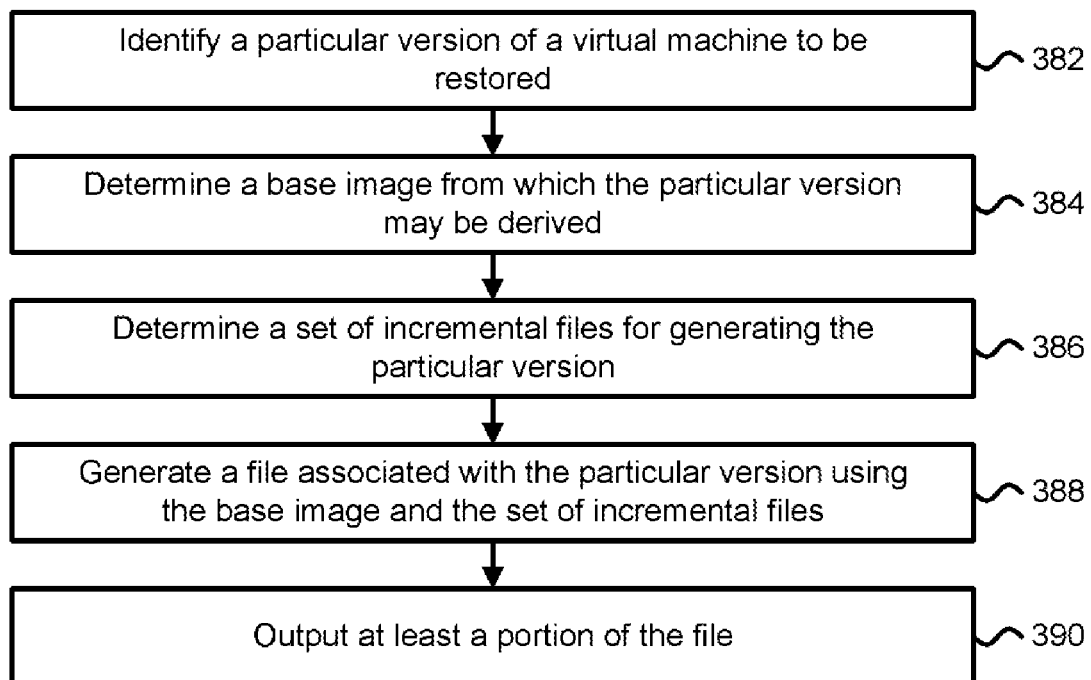 Identify a particular version of a virtual machine to be
restored
382
Determine a base image from which the particular version
may be derived
384
Determine a set of incremental files for generating the
particular version
386
Generate a file associated with the particular version using
the base image and the set of incremental files
388
Output at least a portion of the file
390